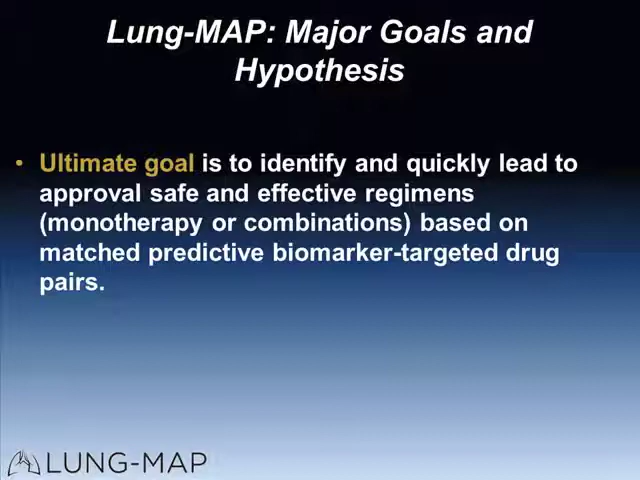 Lung-MAP: Major Goals and
Hypothesis
• Ultimate goal is to identify and quickly lead to
approval safe and effective regimens
(monotherapy or combinations) based on
matched predictive biomarker-targeted drug
pairs.
LUNG-MAP